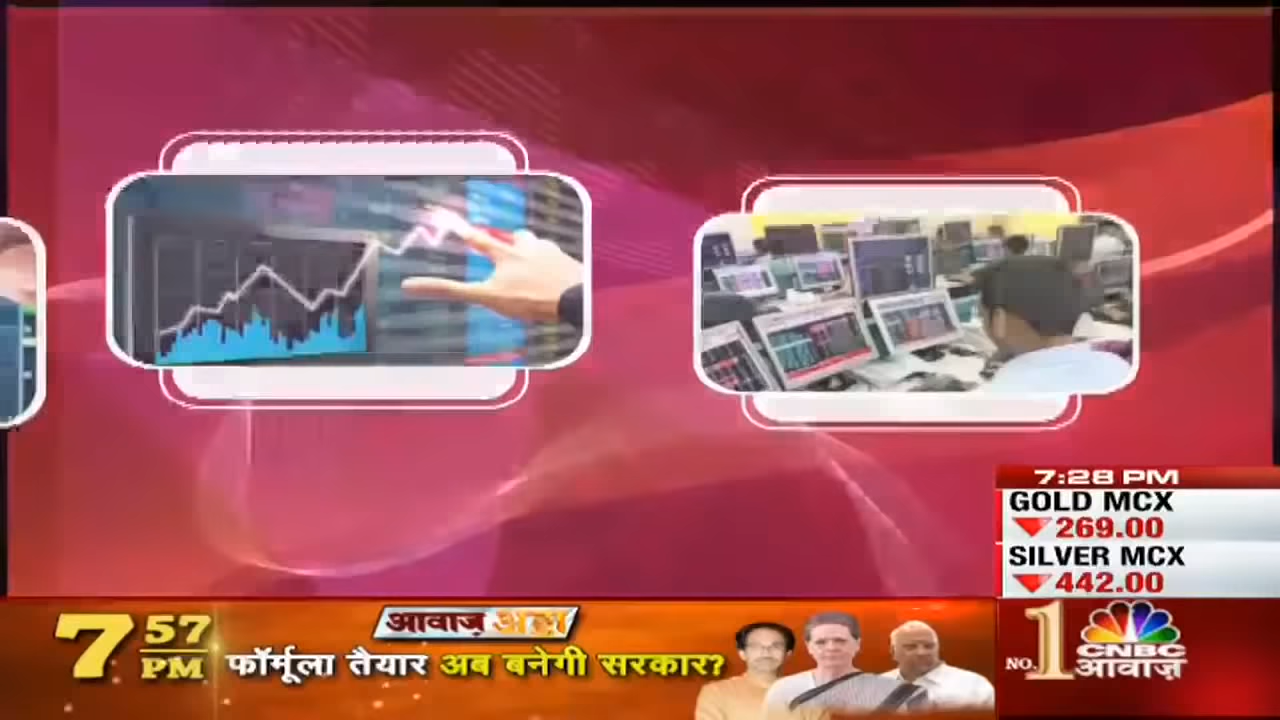 7:28 PM
GOLD MCX
269.00
SILVER MCX
442.00
7 57 PM
आवाज़ अड्डा
फॉर्मूला तैयार अब बनेगी सरकार?
NO.1 CNBC
आवाज़